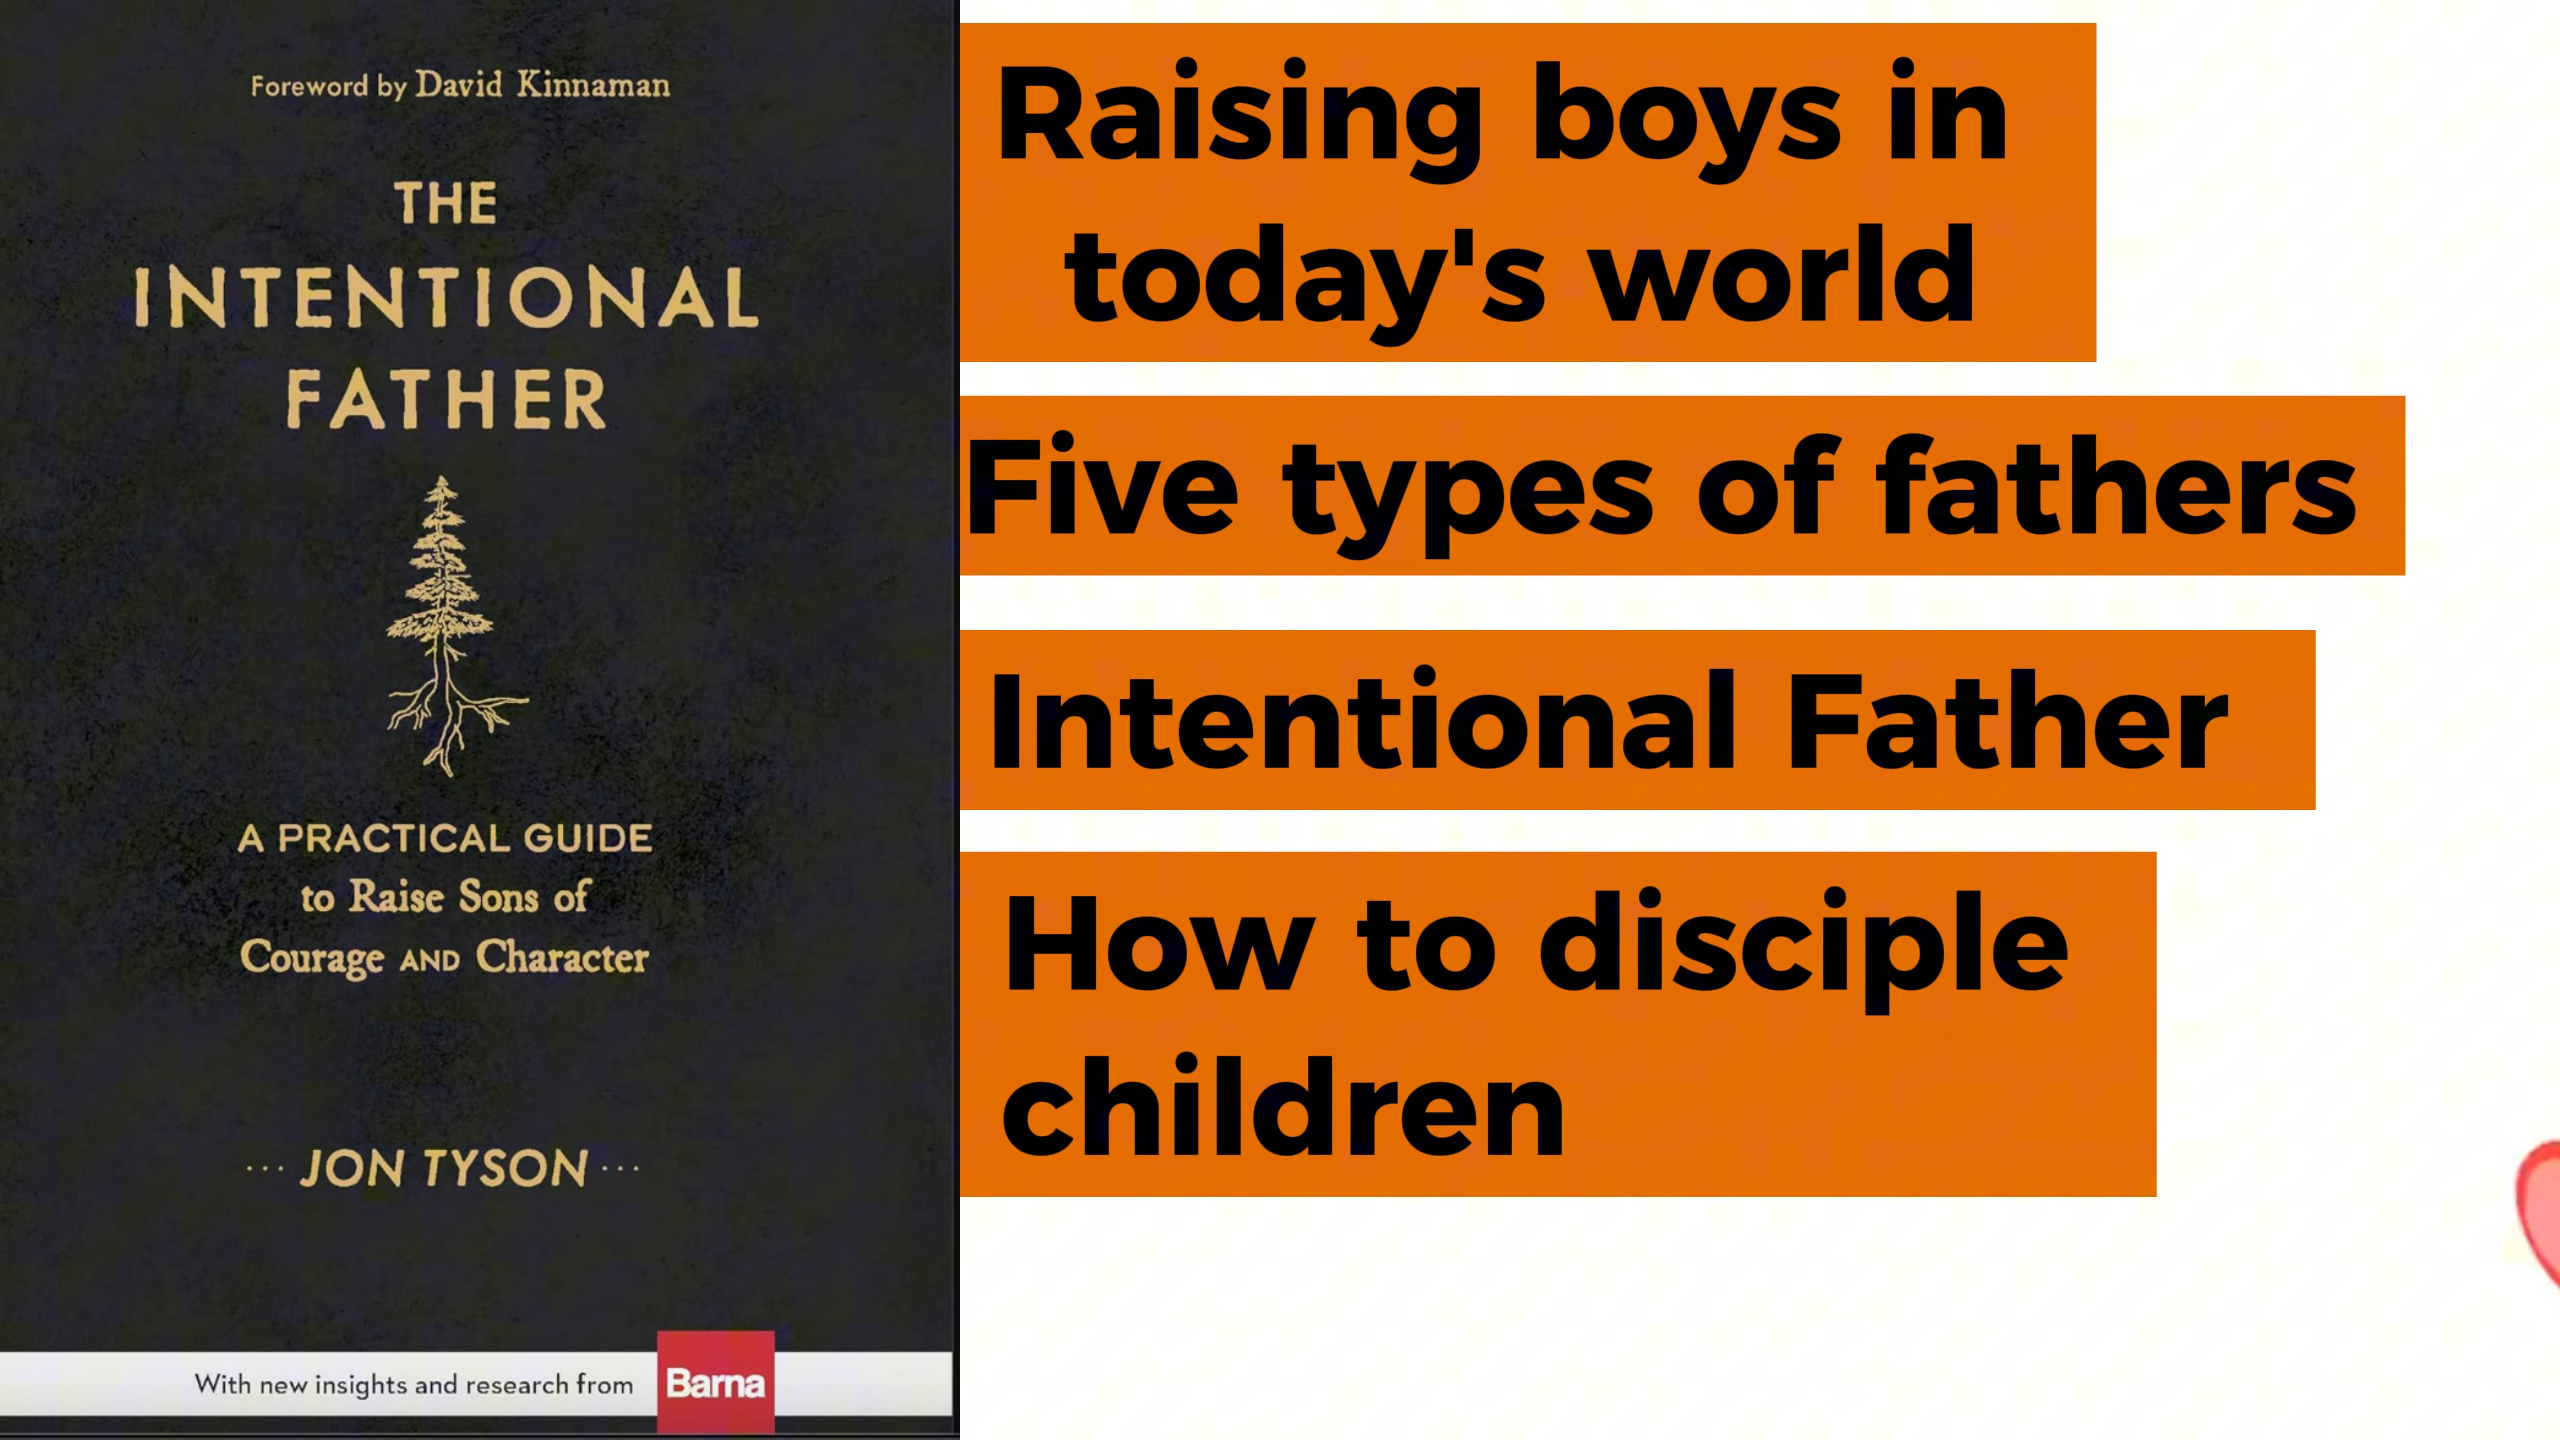 Foreword by David Kinnaman
THE
INTENTIONAL
FATHER
A PRACTICAL GUIDE
to Raise Sons of
Courage AND Character
··· JON TYSON ···
With new insights and research from Barna
Raising boys in
today's world
Five types of fathers
Intentional Father
How to disciple
children